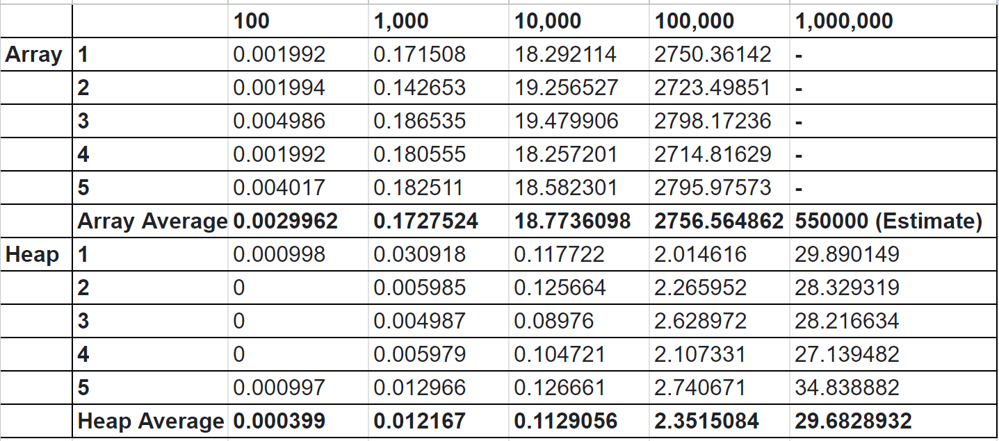 100 1,000 10,000 100,000 1,000,000
Array 1 0.001992 0.171508 18.292114 2750.36142 -
2 0.001994 0.142653 19.256527 2723.49851 -
3 0.004986 0.186535 19.479906 2798.17236 -
4 0.001992 0.180555 18.257201 2714.81629 -
5 0.004017 0.182511 18.582301 2795.97573 -
Array Average 0.0029962 0.1727524 18.7736098 2756.564862 550000 (Estimate)
Heap 1 0.000998 0.030918 0.117722 2.014616 29.890149
2 0 0.005985 0.125664 2.265952 28.329319
3 0 0.004987 0.08976 2.628972 28.216634
4 0 0.005979 0.104721 2.107331 27.139482
5 0.000997 0.012966 0.126661 2.740671 34.838882
Heap Average 0.000399 0.012167 0.1129056 2.3515084 29.6828932